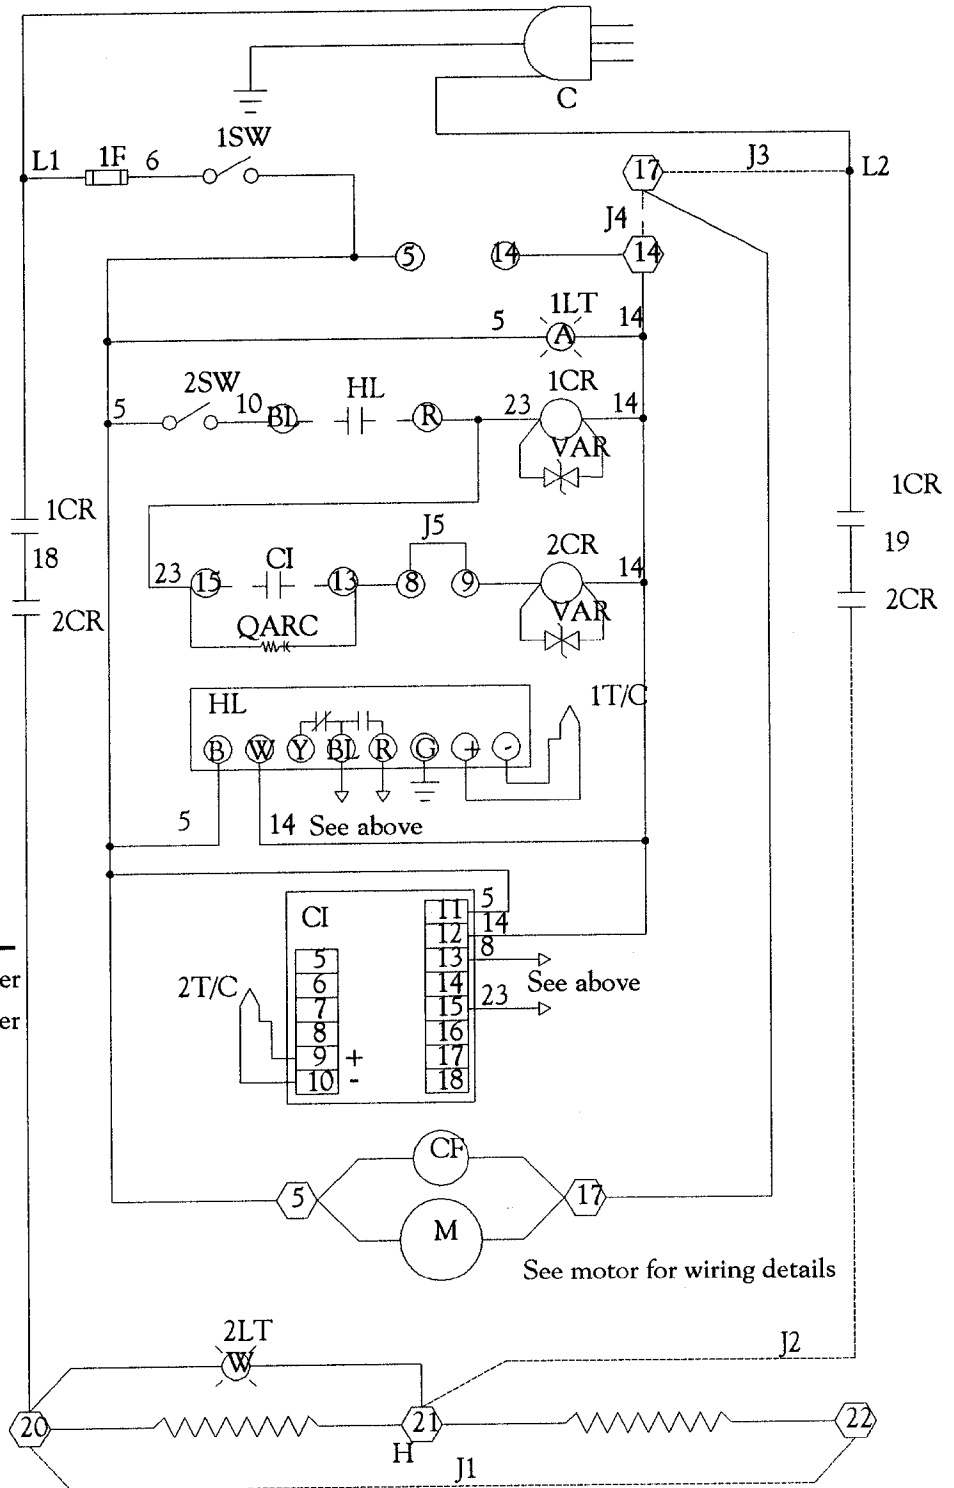 C
1SW
L1 1F 6
17 J3 L2
J4
5 14 14
1LT
5 A 14
2SW HL 1CR
5 10 BL R 23 14
VAR
1CR 1CR
J5
18 CI 2CR 19
23 15 13 8 9 14
2CR QARC VAR 2CR
HL 1T/C
B W Y BL R G + -
5 14 See above
CI 11 5
12 14
5 13 8
er 2T/C 6 14 See above
7 15 23
er 8 16
9 + 17
10 - 18
CF
5 17
M
See motor for wiring details
2LT J2
W
20 21 22
H J1